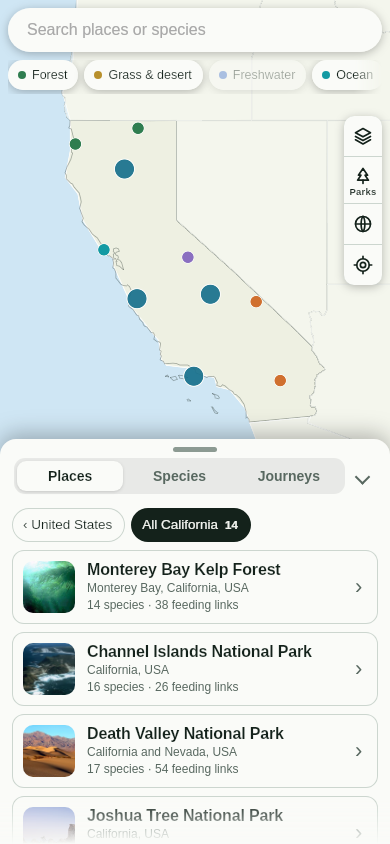 Search places or species
Forest
Grass & desert
Freshwater
Ocean
Parks
Places
Species
Journeys
‹ United States
All California 14
Monterey Bay Kelp Forest
Monterey Bay, California, USA
14 species · 38 feeding links
Channel Islands National Park
California, USA
16 species · 26 feeding links
Death Valley National Park
California and Nevada, USA
17 species · 54 feeding links
Joshua Tree National Park
California, USA